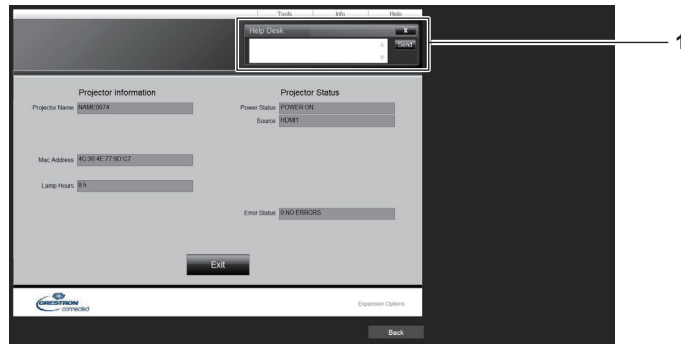 Tools Info Help
Help Desk X
Send
1
Projector Information Projector Status
Projector Name NAME0074 Power Status POWER ON
Source HDMI1
Mac Address 4C:36:4E:77:9D:C7
Lamp Hours 8 h
Error Status 0:NO ERRORS
Exit
CRESTRON connected Expansion Options
Back